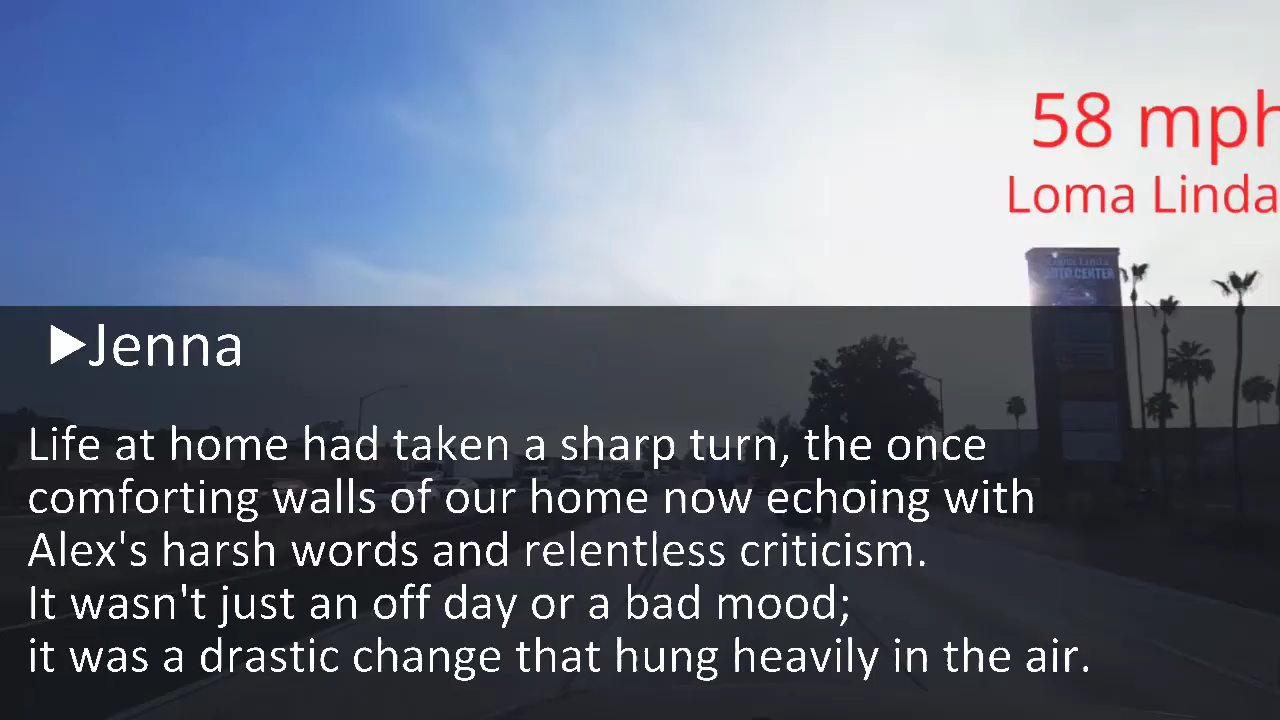 58 mph
Loma Linda
AUTO CENTER
▶Jenna
Life at home had taken a sharp turn, the once
comforting walls of our home now echoing with
Alex's harsh words and relentless criticism.
It wasn't just an off day or a bad mood;
it was a drastic change that hung heavily in the air.